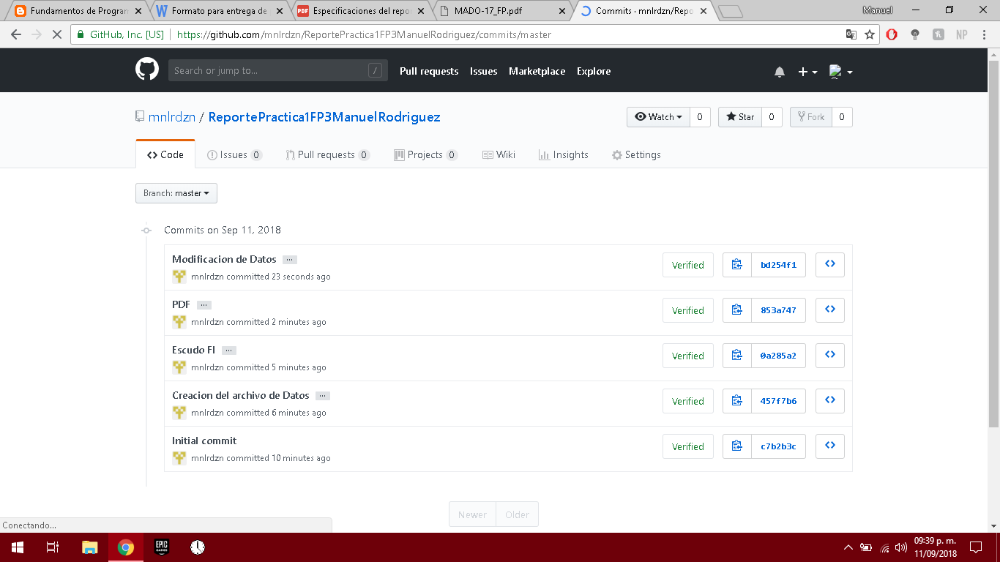 Fundamentos de Program
Formato para entrega de
PDF Especificaciones del repo
MADO-17_FP.pdf
Commits · mnlrdzn/Repo
Manuel
GitHub, Inc. [US] https://github.com/mnlrdzn/ReportePractica1FP3ManuelRodriguez/commits/master
NP
Search or jump to... /
Pull requests Issues Marketplace Explore
mnlrdzn / ReportePractica1FP3ManuelRodriguez
Watch 0 Star 0 Fork 0
Code Issues 0 Pull requests 0 Projects 0 Wiki Insights Settings
Branch: master
Commits on Sep 11, 2018
Modificacion de Datos ...
mnlrdzn committed 23 seconds ago
Verified bd254f1
PDF ...
mnlrdzn committed 2 minutes ago
Verified 853a747
Escudo FI ...
mnlrdzn committed 5 minutes ago
Verified 0a285a2
Creacion del archivo de Datos ...
mnlrdzn committed 6 minutes ago
Verified 457f7b6
Initial commit
mnlrdzn committed 10 minutes ago
Verified c7b2b3c
Newer Older
Conectando...
EPIC
GAMES
09:39 p. m.
11/09/2018